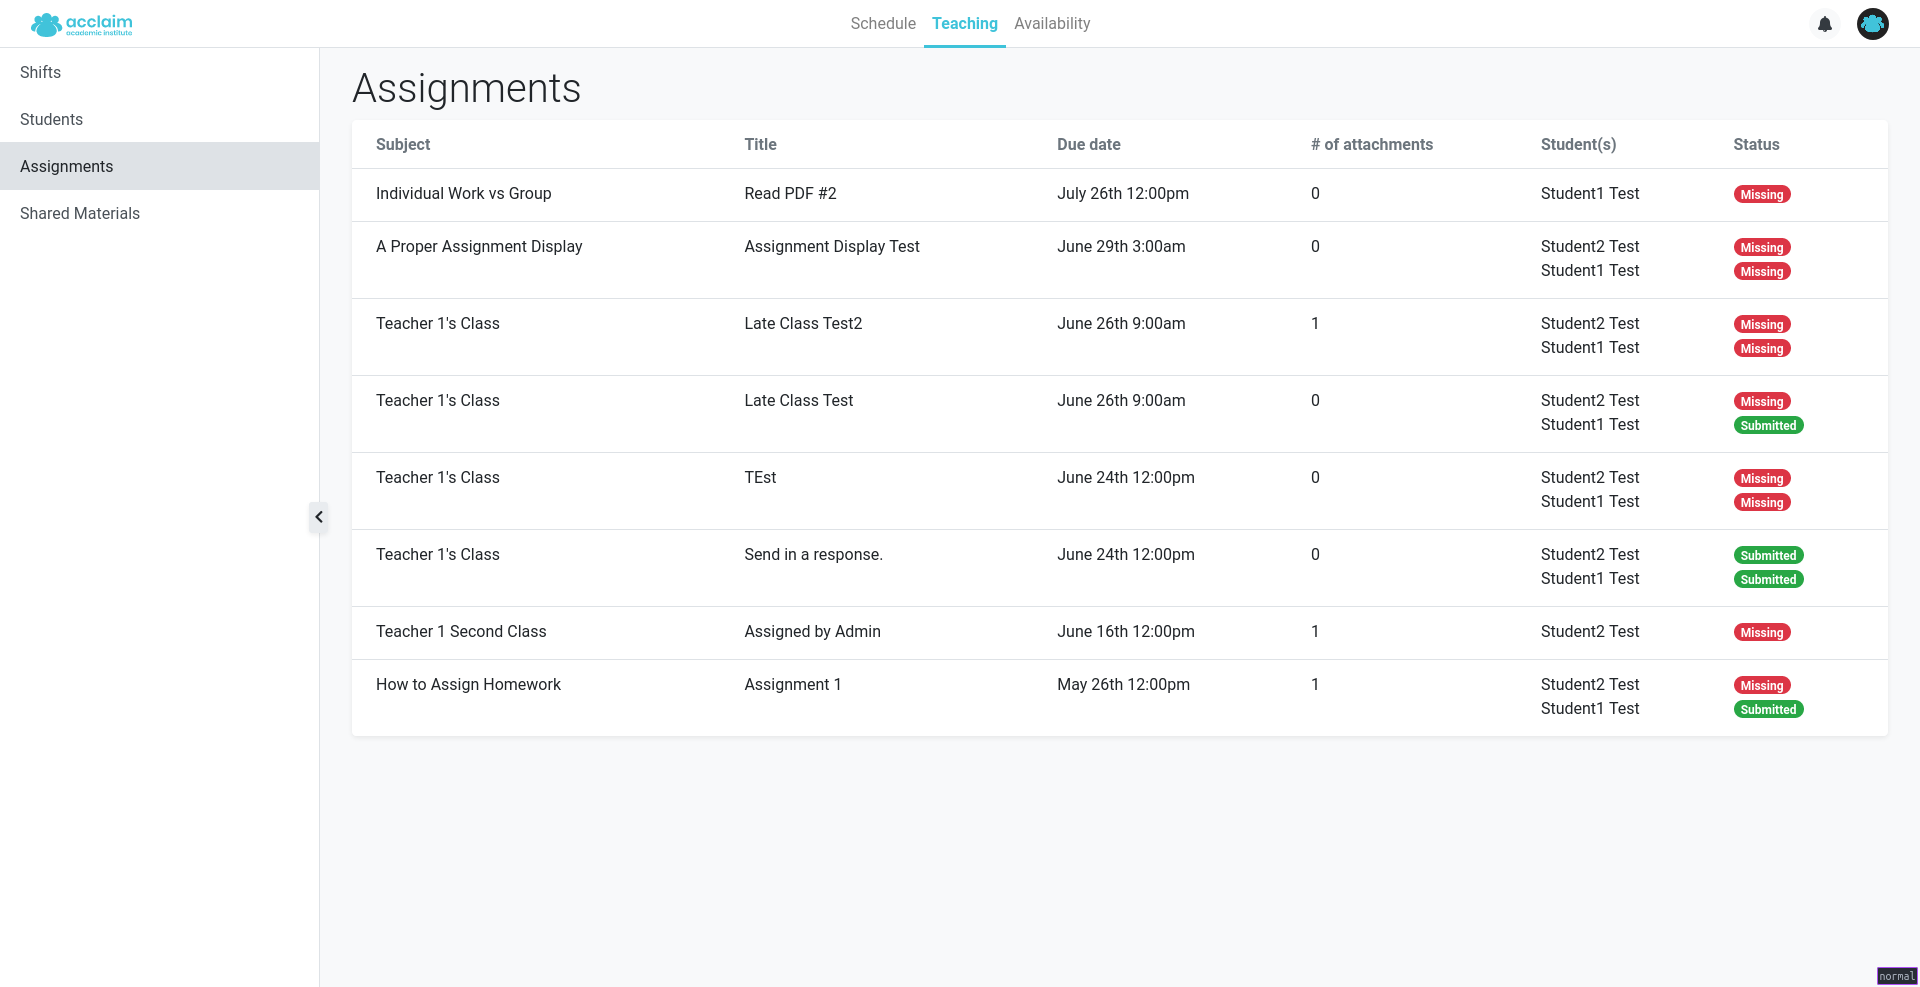 acclaim
academic institute
Schedule Teaching Availability
Shifts
Students
Assignments
Shared Materials
Assignments
Subject Title Due date # of attachments Student(s) Status
Individual Work vs Group Read PDF #2 July 26th 12:00pm 0 Student1 Test Missing
A Proper Assignment Display Assignment Display Test June 29th 3:00am 0 Student2 Test Missing
Student1 Test Missing
Teacher 1's Class Late Class Test2 June 26th 9:00am 1 Student2 Test Missing
Student1 Test Missing
Teacher 1's Class Late Class Test June 26th 9:00am 0 Student2 Test Missing
Student1 Test Submitted
Teacher 1's Class TEst June 24th 12:00pm 0 Student2 Test Missing
Student1 Test Missing
Teacher 1's Class Send in a response. June 24th 12:00pm 0 Student2 Test Submitted
Student1 Test Submitted
Teacher 1 Second Class Assigned by Admin June 16th 12:00pm 1 Student2 Test Missing
How to Assign Homework Assignment 1 May 26th 12:00pm 1 Student2 Test Missing
Student1 Test Submitted
normal